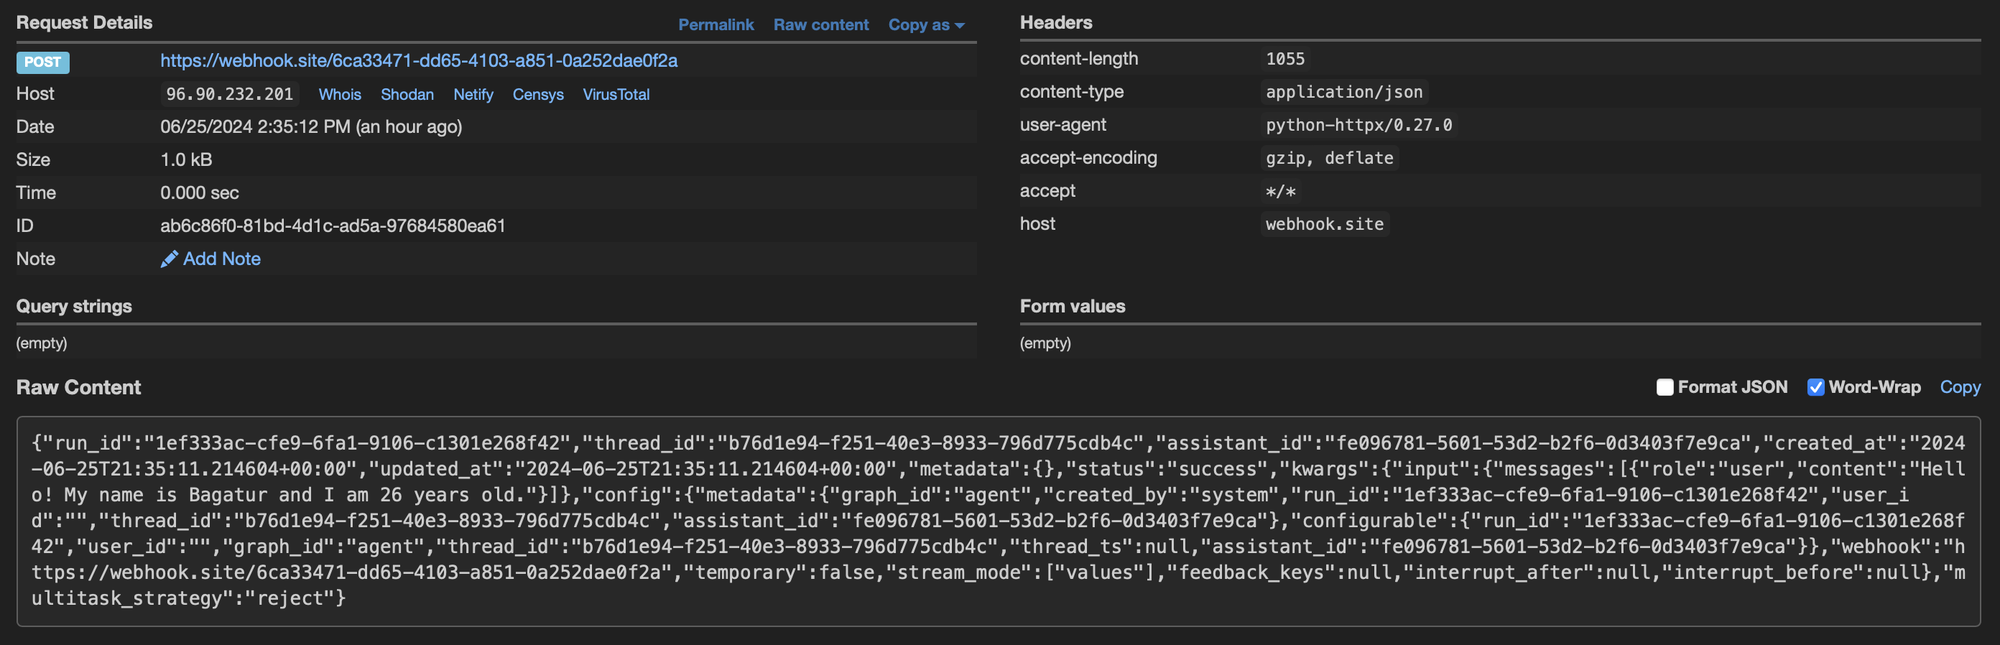 Request Details
Permalink Raw content Copy as
POST https://webhook.site/6ca33471-dd65-4103-a851-0a252dae0f2a
Host 96.90.232.201 Whois Shodan Netify Censys VirusTotal
Date 06/25/2024 2:35:12 PM (an hour ago)
Size 1.0 kB
Time 0.000 sec
ID ab6c86f0-81bd-4d1c-ad5a-97684580ea61
Note Add Note
Headers
content-length 1055
content-type application/json
user-agent python-httpx/0.27.0
accept-encoding gzip, deflate
accept */*
host webhook.site
Query strings
(empty)
Form values
(empty)
Raw Content
Format JSON Word-Wrap Copy
{"run_id":"1ef333ac-cfe9-6fa1-9106-c1301e268f42","thread_id":"b76d1e94-f251-40e3-8933-796d775cdb4c","assistant_id":"fe096781-5601-53d2-b2f6-0d3403f7e9ca","created_at":"2024
-06-25T21:35:11.214604+00:00","updated_at":"2024-06-25T21:35:11.214604+00:00","metadata":{},"status":"success","kwargs":{"input":{"messages":[{"role":"user","content":"Hell
o! My name is Bagatur and I am 26 years old."}]},"config":{"metadata":{"graph_id":"agent","created_by":"system","run_id":"1ef333ac-cfe9-6fa1-9106-c1301e268f42","user_i
d":"","thread_id":"b76d1e94-f251-40e3-8933-796d775cdb4c","assistant_id":"fe096781-5601-53d2-b2f6-0d3403f7e9ca"},"configurable":{"run_id":"1ef333ac-cfe9-6fa1-9106-c1301e268f
42","user_id":"","graph_id":"agent","thread_id":"b76d1e94-f251-40e3-8933-796d775cdb4c","thread_ts":null,"assistant_id":"fe096781-5601-53d2-b2f6-0d3403f7e9ca"}},"webhook":"h
ttps://webhook.site/6ca33471-dd65-4103-a851-0a252dae0f2a","temporary":false,"stream_mode":["values"],"feedback_keys":null,"interrupt_after":null,"interrupt_before":null},"m
ultitask_strategy":"reject"}